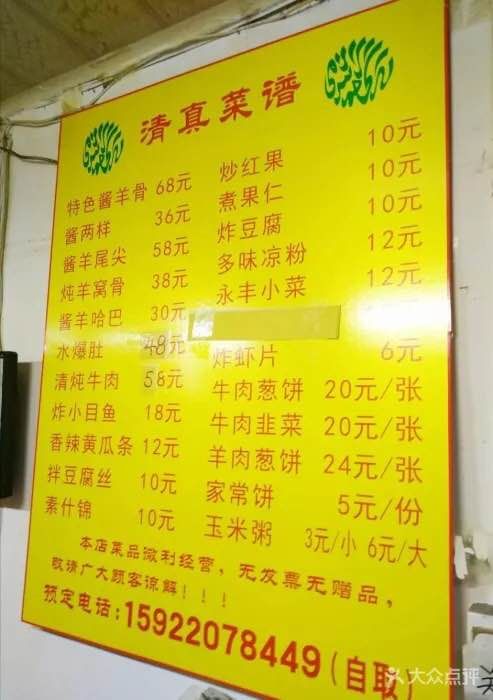 清真菜谱
特色酱羊骨 68元
酱两样 36元
酱羊尾尖 58元
炖羊窝骨 38元
酱羊哈巴 30元
水爆肚 48元
清炖牛肉 58元
炸小目鱼 18元
香辣黄瓜条 12元
拌豆腐丝 10元
素什锦 10元
炒红果 10元
煮果仁 10元
炸豆腐 10元
多味凉粉 12元
永丰小菜 12元
炸虾片 6元
牛肉葱饼 20元/张
牛肉韭菜 20元/张
羊肉葱饼 24元/张
家常饼 5元/份
玉米粥 3元/小 6元/大
本店菜品微利经营，无发票无赠品，
敬请广大顾客谅解！！！
预定电话:15922078449(自取
大众点评